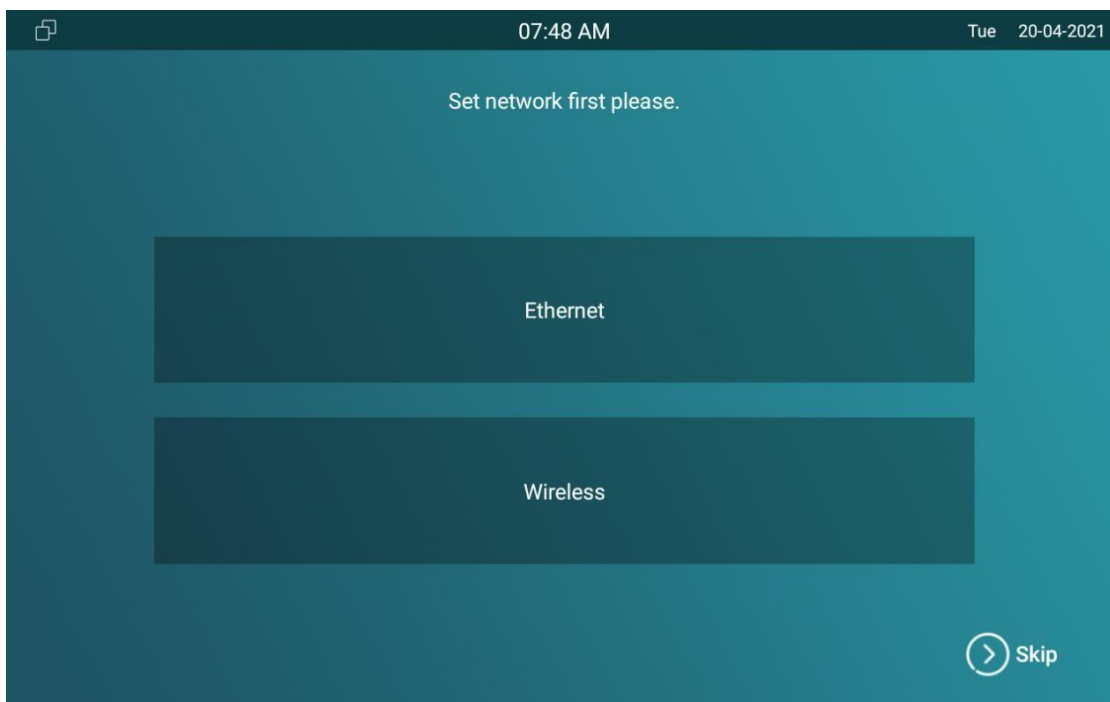 07:48 AM Tue 20-04-2021
Set network first please.
Ethernet
Wireless
Skip